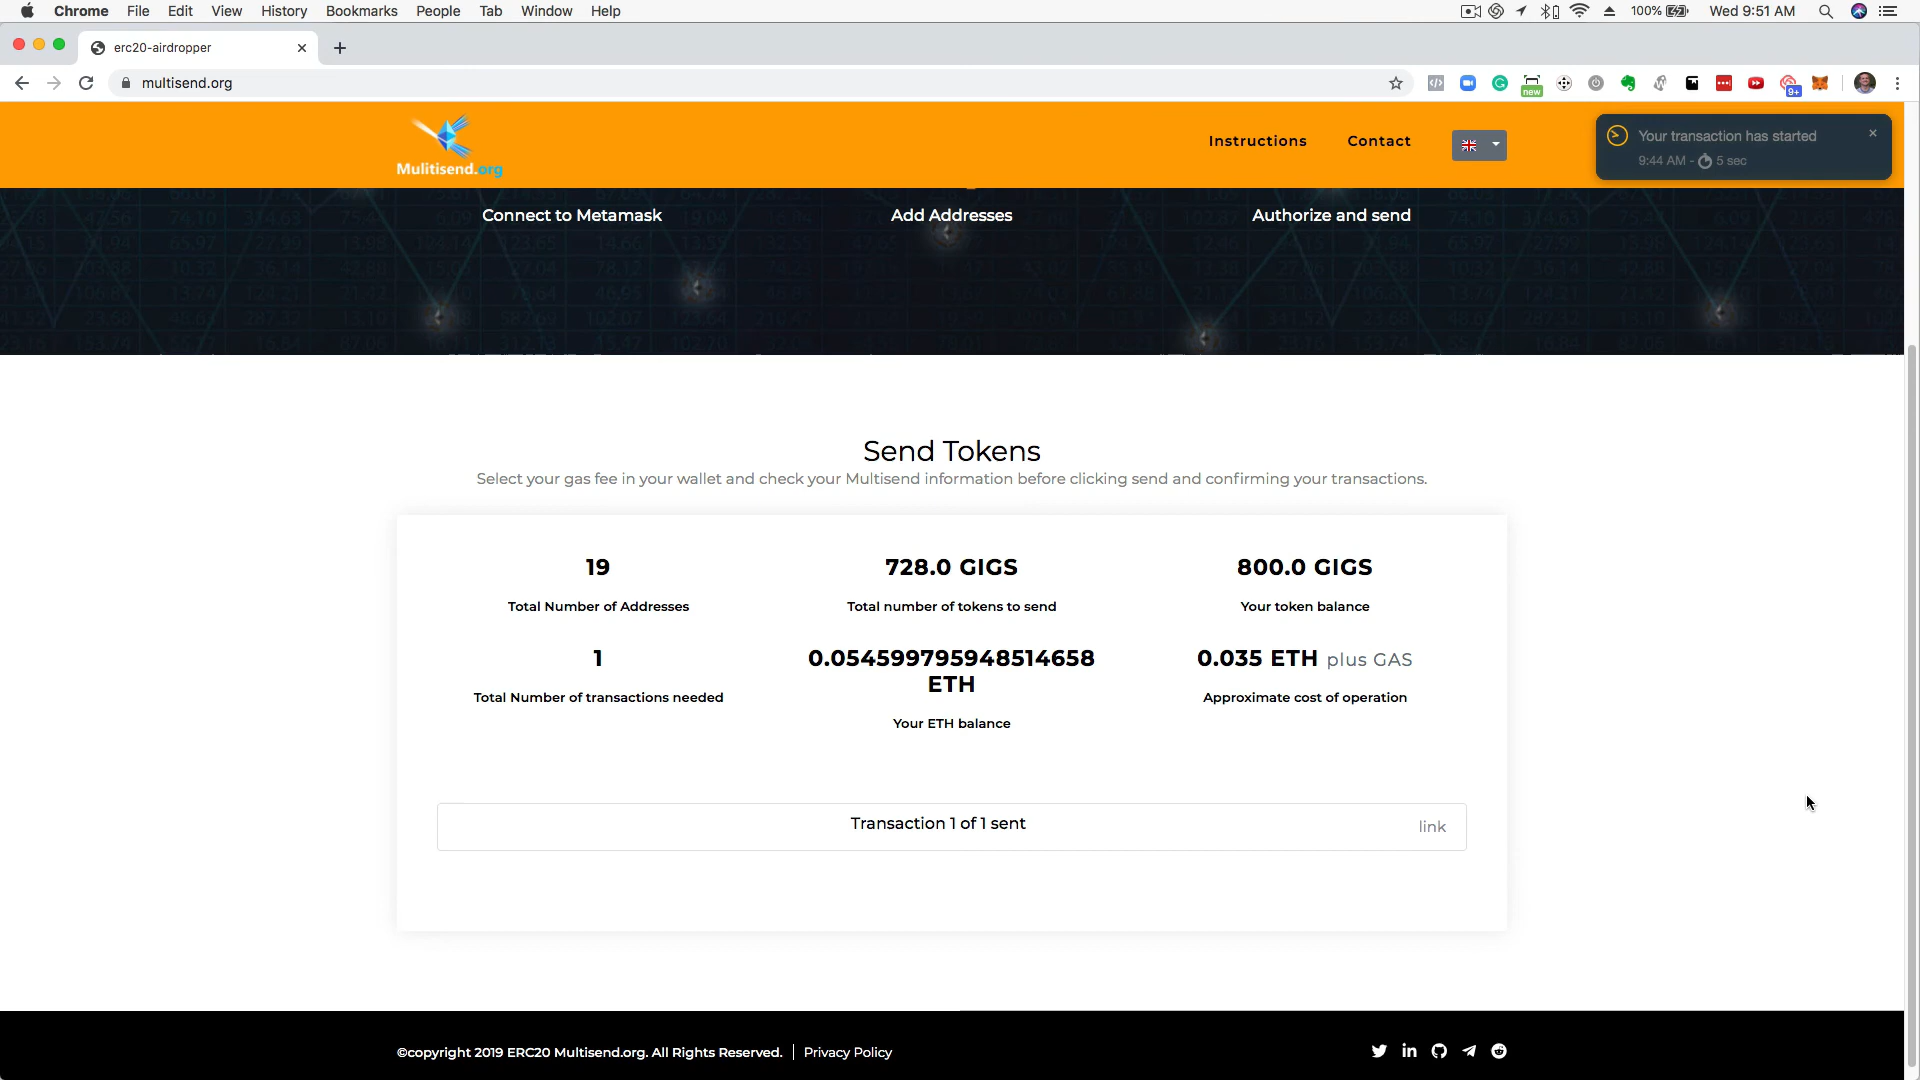 Chrome File Edit View History Bookmarks People Tab Window Help 100% Wed 9:51 AM
erc20-airdropper
multisend.org
new
9+
Mulitisend.org
Instructions Contact
Your transaction has started
9:44 AM - 5 sec
Connect to Metamask Add Addresses Authorize and send
Send Tokens
Select your gas fee in your wallet and check your Multisend information before clicking send and confirming your transactions.
19 728.0 GIGS 800.0 GIGS
Total Number of Addresses Total number of tokens to send Your token balance
1 0.054599795948514658 0.035 ETH plus GAS
ETH
Total Number of transactions needed Your ETH balance Approximate cost of operation
Transaction 1 of 1 sent link
©copyright 2019 ERC20 Multisend.org. All Rights Reserved. | Privacy Policy